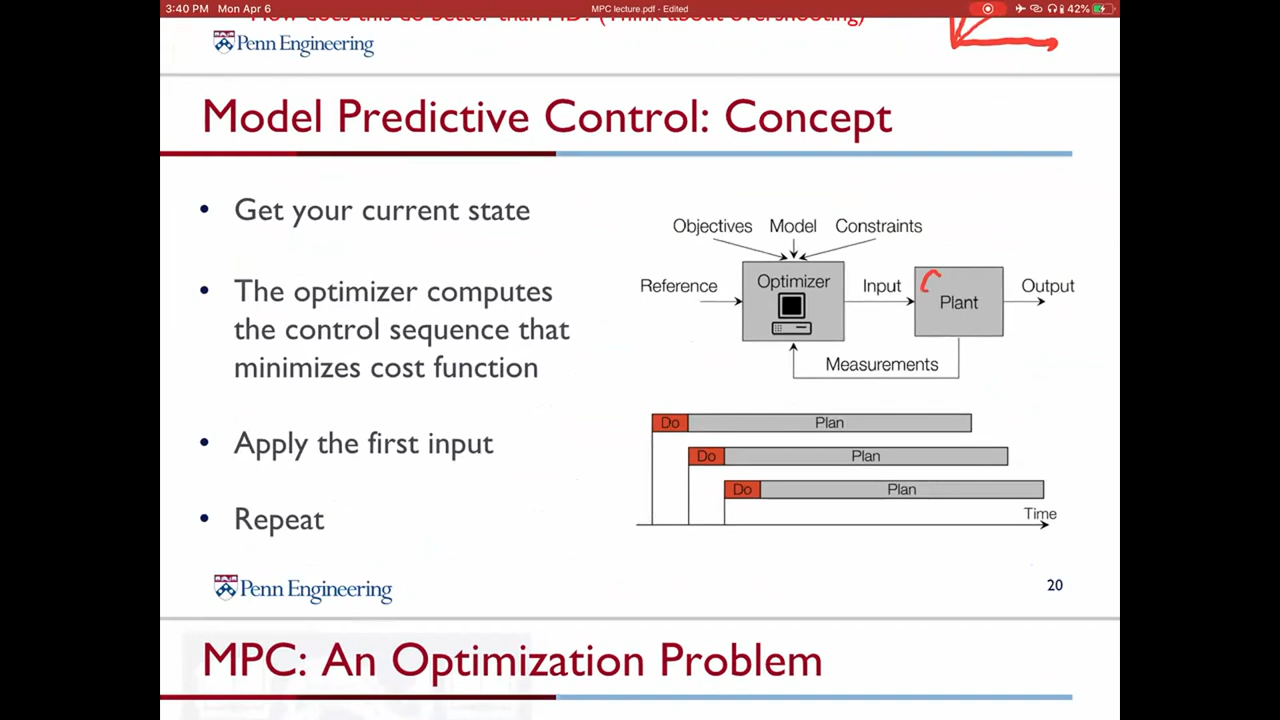 3:40 PM Mon Apr 6
MPC lecture.pdf - Edited
42%
How does this do better than PID? (Think about overshooting)
Penn Engineering
Model Predictive Control: Concept
• Get your current state
• The optimizer computes
the control sequence that
minimizes cost function
• Apply the first input
• Repeat
Objectives Model Constraints
Reference
Optimizer
Input
Plant
Output
Measurements
Do Plan
Do Plan
Do Plan
Time
Penn Engineering
20
MPC: An Optimization Problem